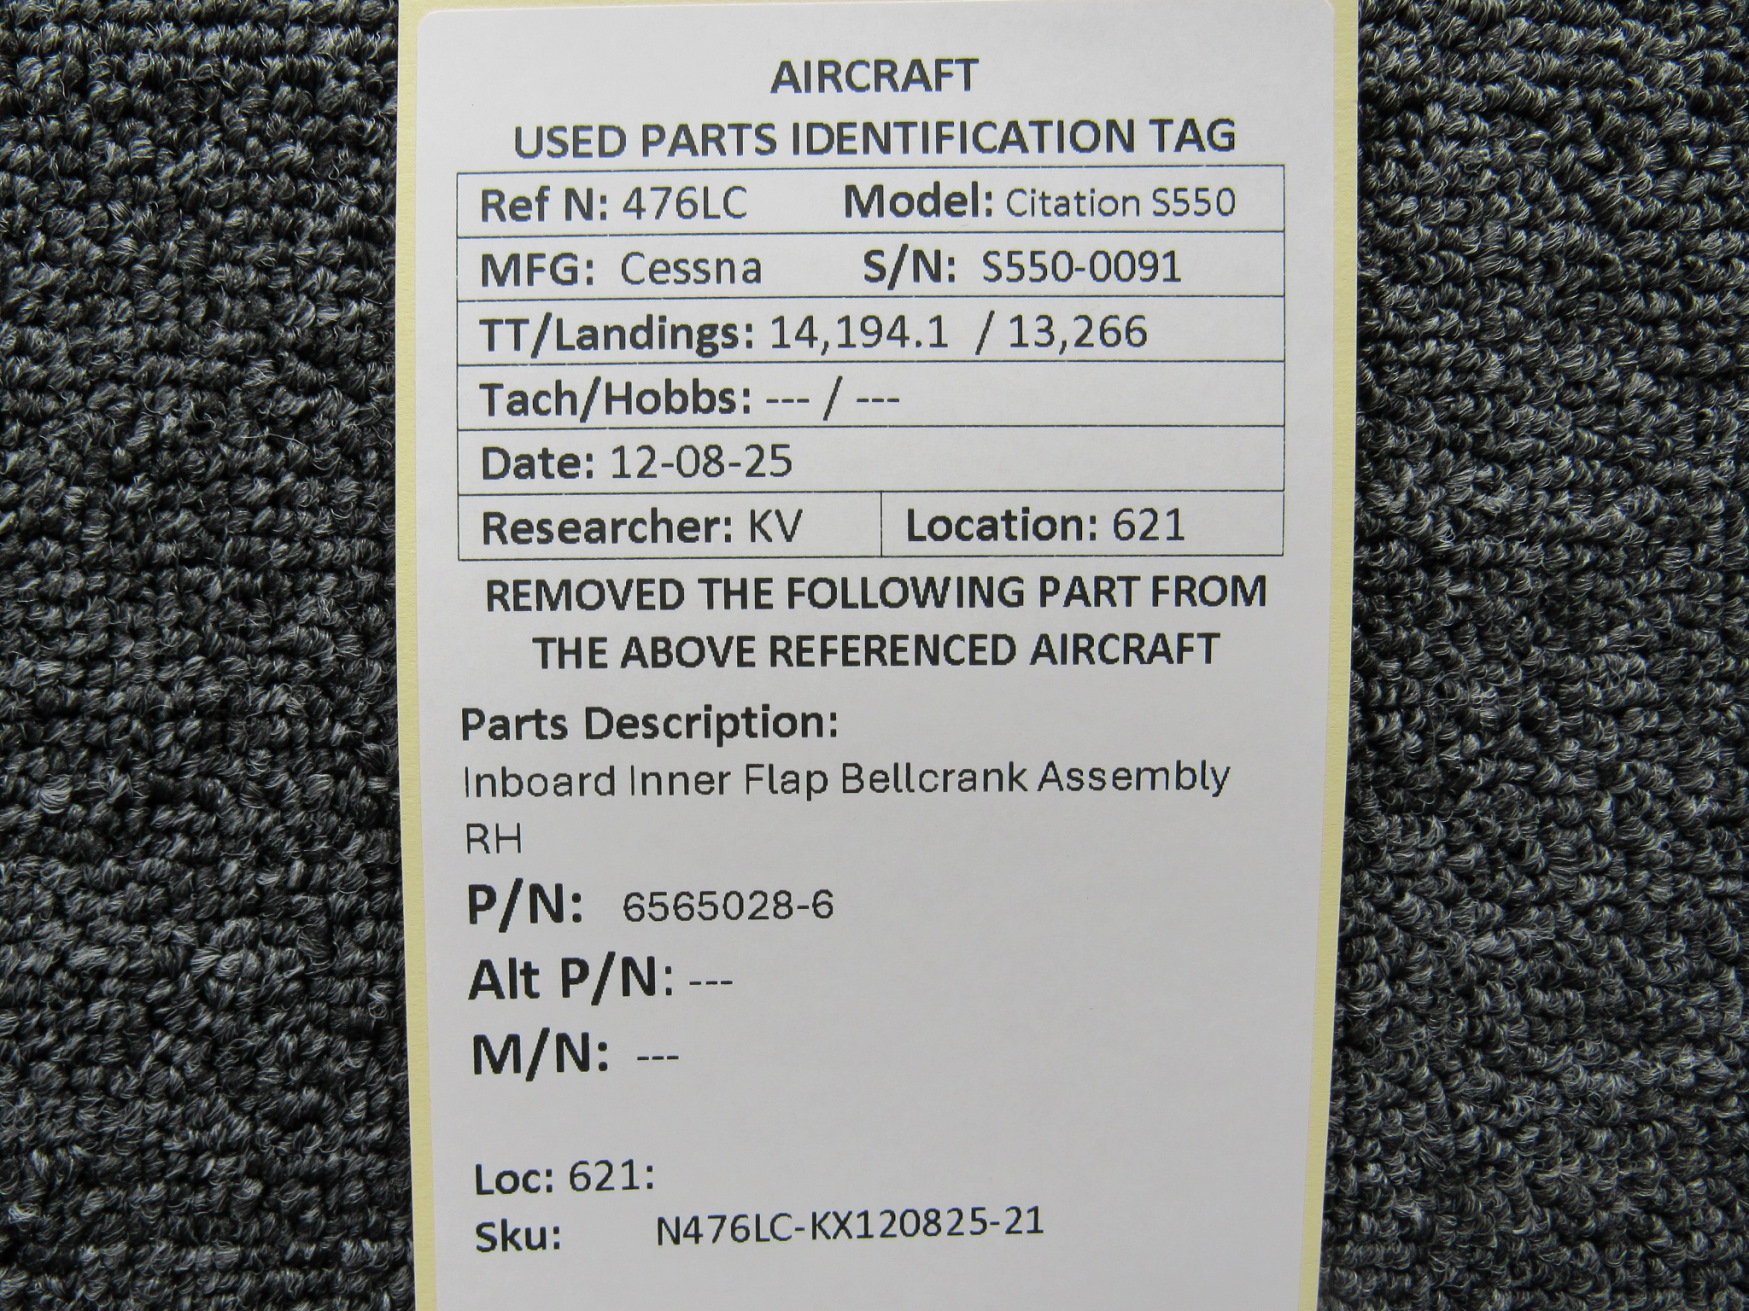 AIRCRAFT
USED PARTS IDENTIFICATION TAG
Ref N: 476LC Model: Citation S550
MFG: Cessna S/N: S550-0091
TT/Landings: 14,194.1 / 13,266
Tach/Hobbs: --- / ---
Date: 12-08-25
Researcher: KV Location: 621
REMOVED THE FOLLOWING PART FROM
THE ABOVE REFERENCED AIRCRAFT
Parts Description:
Inboard Inner Flap Bellcrank Assembly
RH
P/N: 6565028-6
Alt P/N: ---
M/N: ---
Loc: 621:
Sku: N476LC-KX120825-21